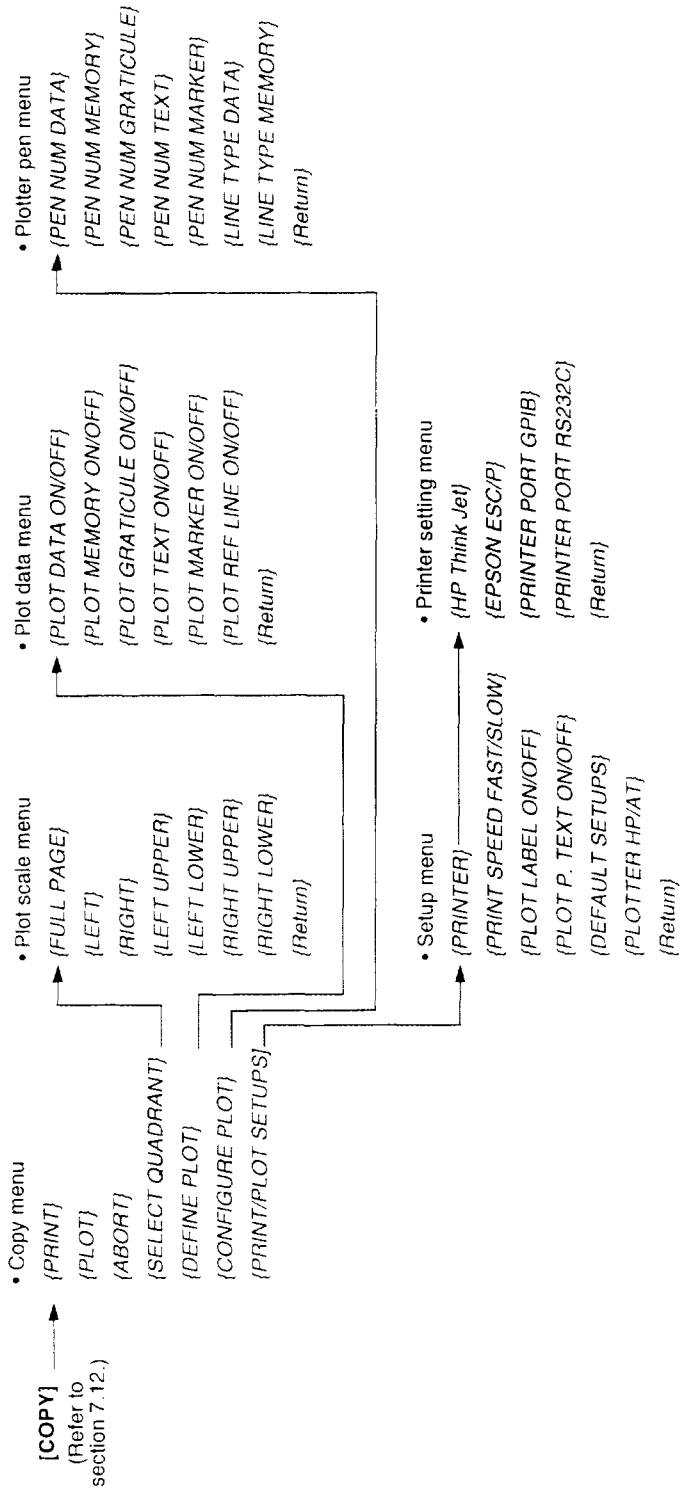 [COPY]
(Refer to
section 7.12.)
• Copy menu
{PRINT}
{PLOT}
{ABORT}
{SELECT QUADRANT}
{DEFINE PLOT}
{CONFIGURE PLOT}
{PRINT/PLOT SETUPS]
• Plot scale menu
{FULL PAGE}
{LEFT}
{RIGHT}
{LEFT UPPER}
{LEFT LOWER}
{RIGHT UPPER}
{RIGHT LOWER}
{Return}
• Plot data menu
{PLOT DATA ON/OFF}
{PLOT MEMORY ON/OFF}
{PLOT GRATICULE ON/OFF}
{PLOT TEXT ON/OFF}
{PLOT MARKER ON/OFF}
{PLOT REF LINE ON/OFF}
{Return}
• Plotter pen menu
{PEN NUM DATA}
{PEN NUM MEMORY}
{PEN NUM GRATICULE}
{PEN NUM TEXT}
{PEN NUM MARKER}
{LINE TYPE DATA}
{LINE TYPE MEMORY}
{Return}
• Setup menu
{PRINTER}
{PRINT SPEED FAST/SLOW}
{PLOT LABEL ON/OFF}
{PLOT P. TEXT ON/OFF}
{DEFAULT SETUPS}
{PLOTTER HP/AT}
{Return}
• Printer setting menu
{HP Think Jet}
{EPSON ESC/P}
{PRINTER PORT GPIB}
{PRINTER PORT RS232C}
{Return}